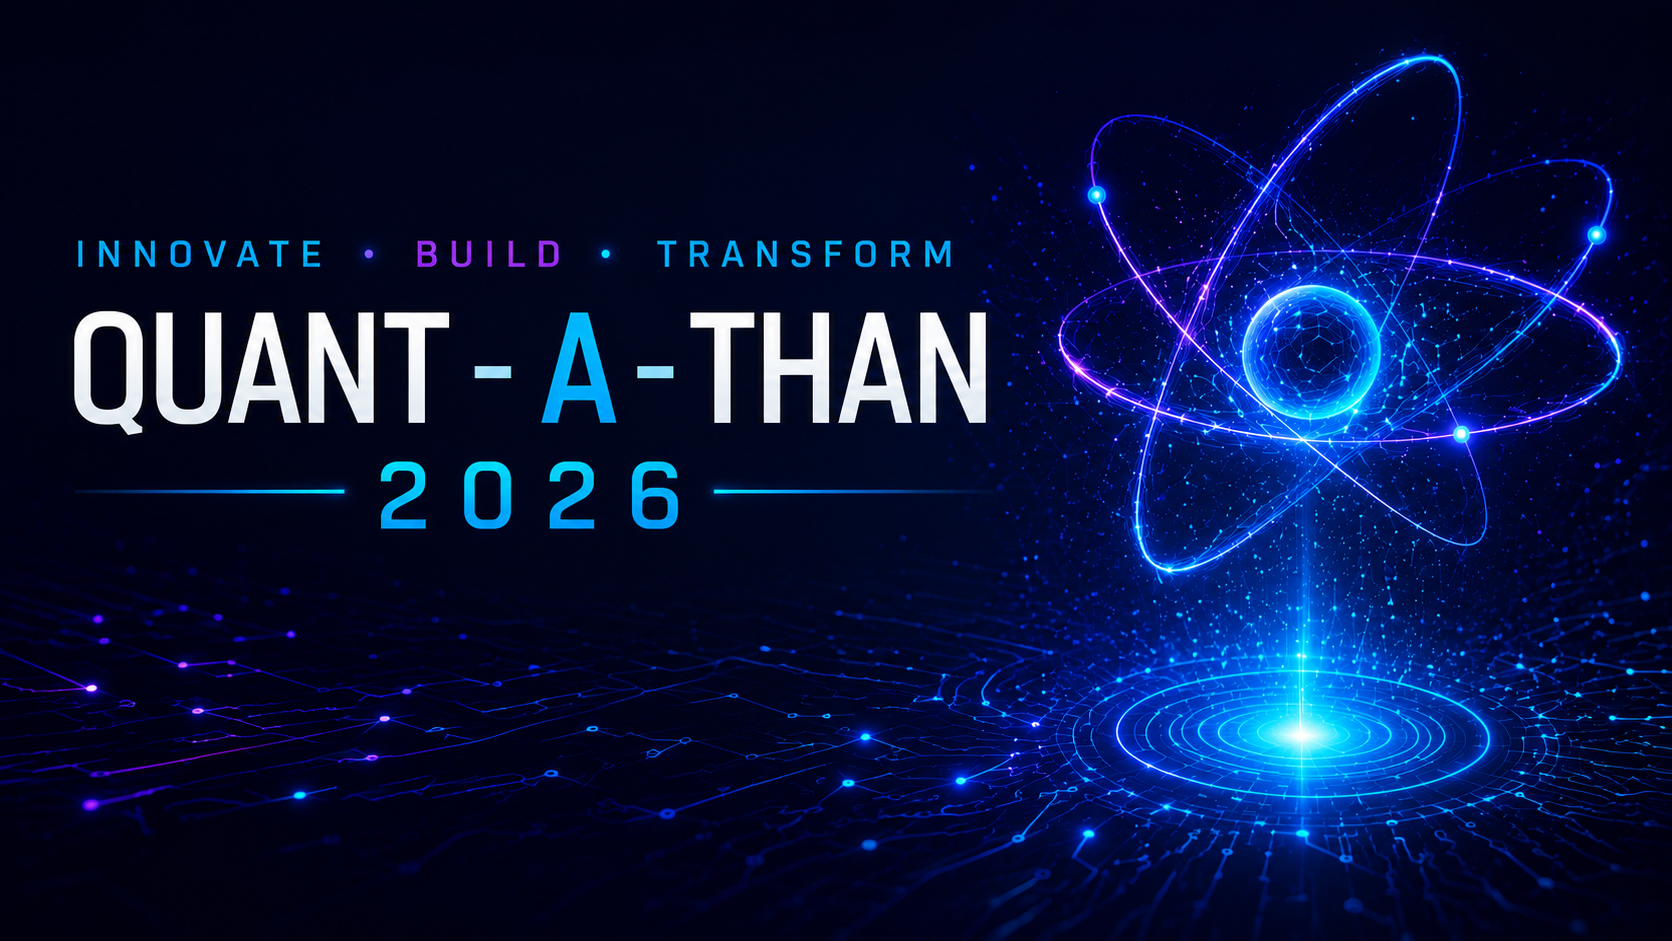 INNOVATE • BUILD • TRANSFORM
QUANT-A-THAN
2026